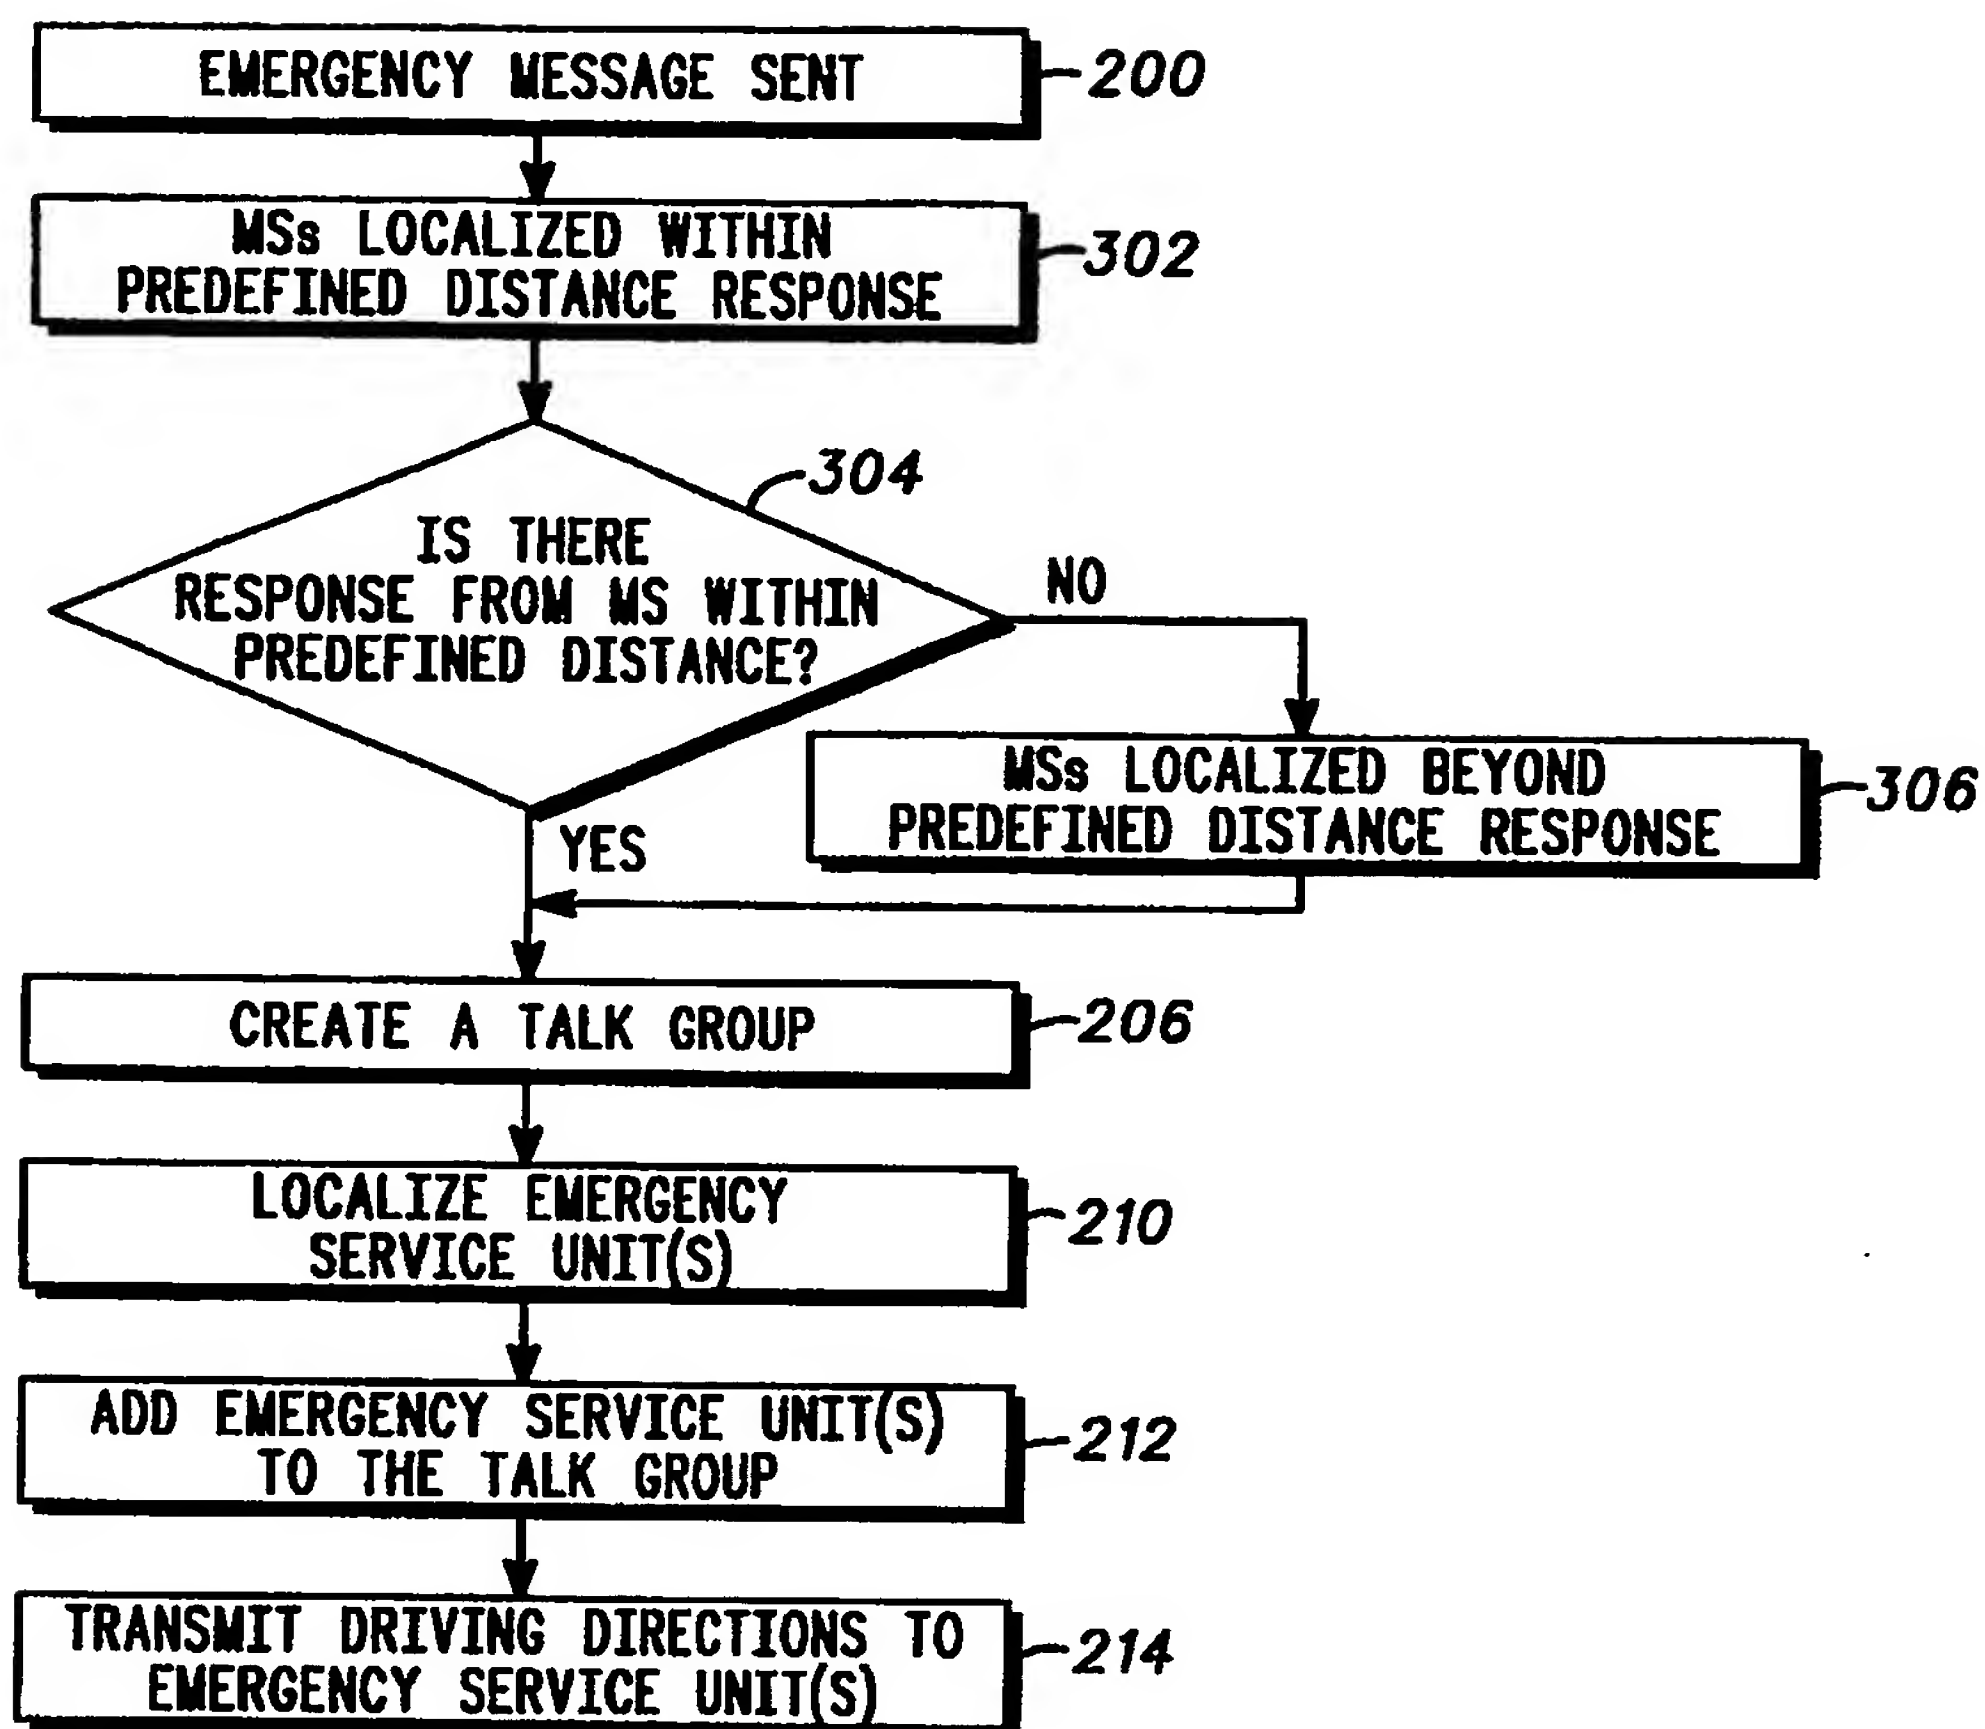 EMERGENCY MESSAGE SENT
200
MSs LOCALIZED WITHIN
PREDEFINED DISTANCE RESPONSE
302
304
IS THERE
RESPONSE FROM MS WITHIN
PREDEFINED DISTANCE?
NO
MSs LOCALIZED BEYOND
PREDEFINED DISTANCE RESPONSE
306
YES
CREATE A TALK GROUP
206
LOCALIZE EMERGENCY
SERVICE UNIT(S)
210
ADD EMERGENCY SERVICE UNIT(S)
TO THE TALK GROUP
212
TRANSMIT DRIVING DIRECTIONS TO
EMERGENCY SERVICE UNIT(S)
214